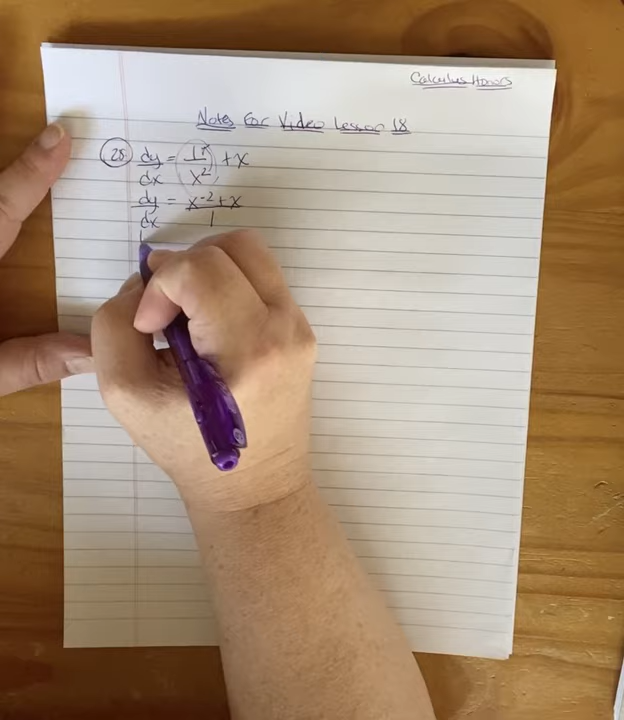 Calculus Honors
Notes For Video Lesson 18
28 dy/dx = 1/x² + x
dy/dx = x⁻² + x/1